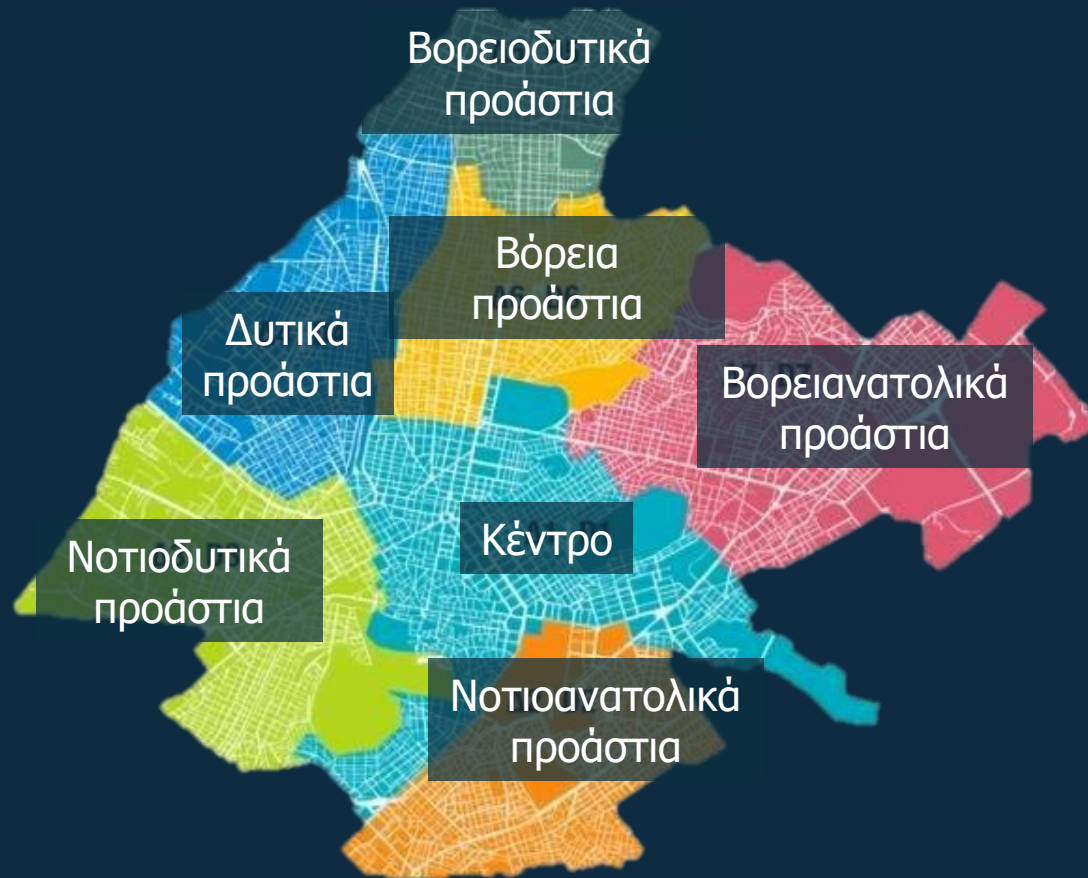 Βορειοδυτικά
προάστια
Βόρεια
προάστια
Δυτικά
προάστια
Βορειανατολικά
προάστια
Κέντρο
Νοτιοδυτικά
προάστια
Νοτιοανατολικά
προάστια